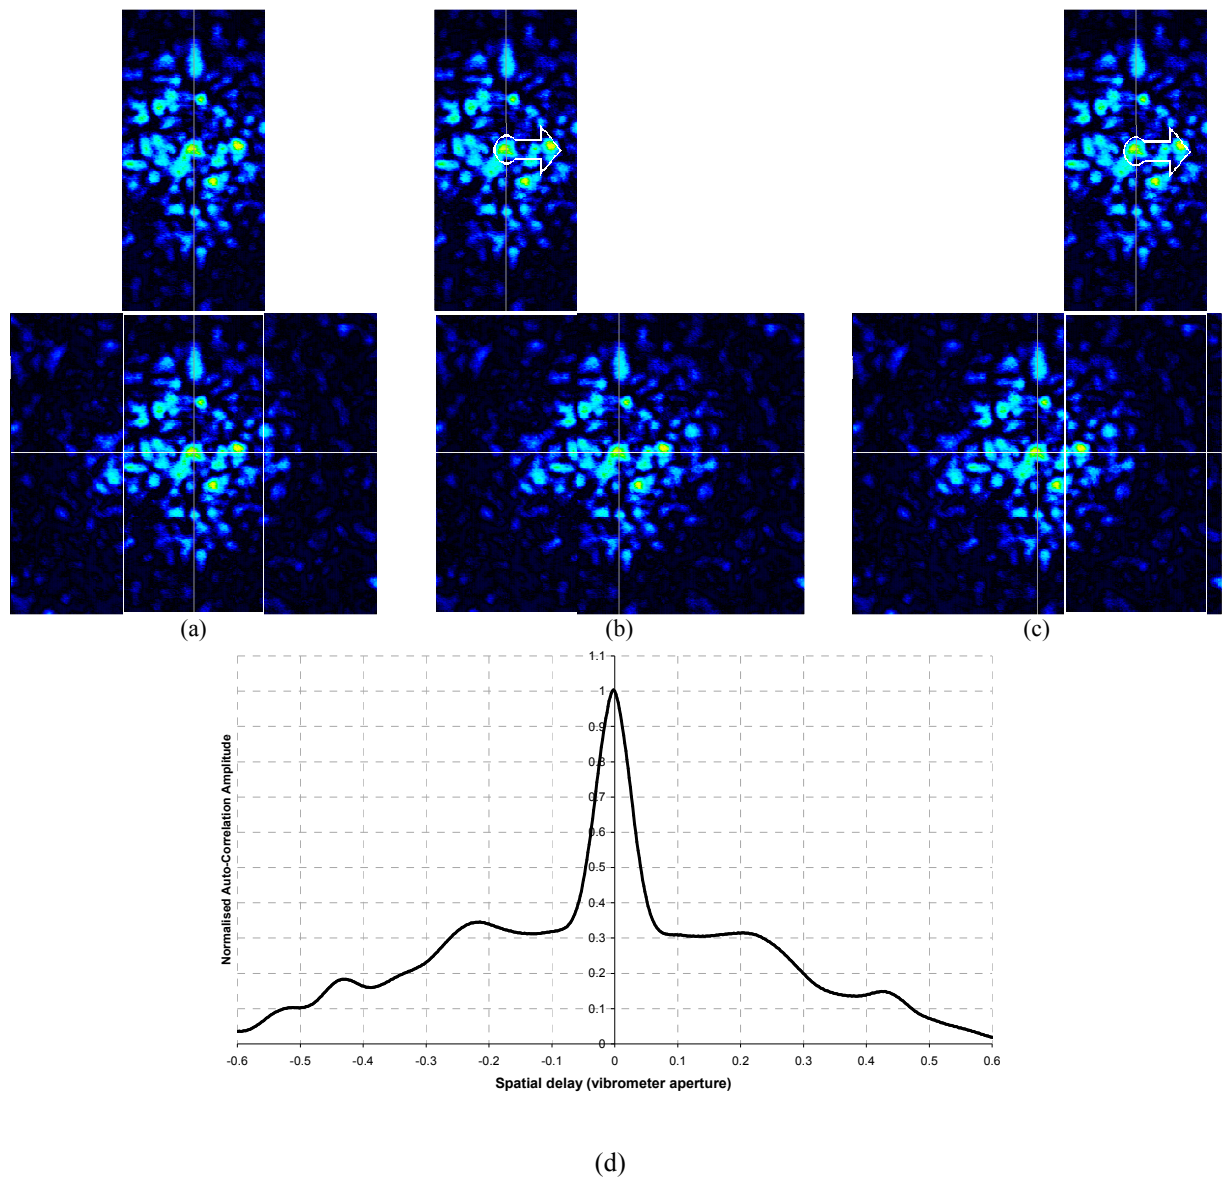 (a) (b) (c)
1.1
1
0.9
0.8
0.7
0.6
0.5
0.4
0.3
0.2
0.1
0
Normalised Auto-Correlation Amplitude
-0.6 -0.5 -0.4 -0.3 -0.2 -0.1 0 0.1 0.2 0.3 0.4 0.5 0.6
Spatial delay (vibrometer aperture)
(d)